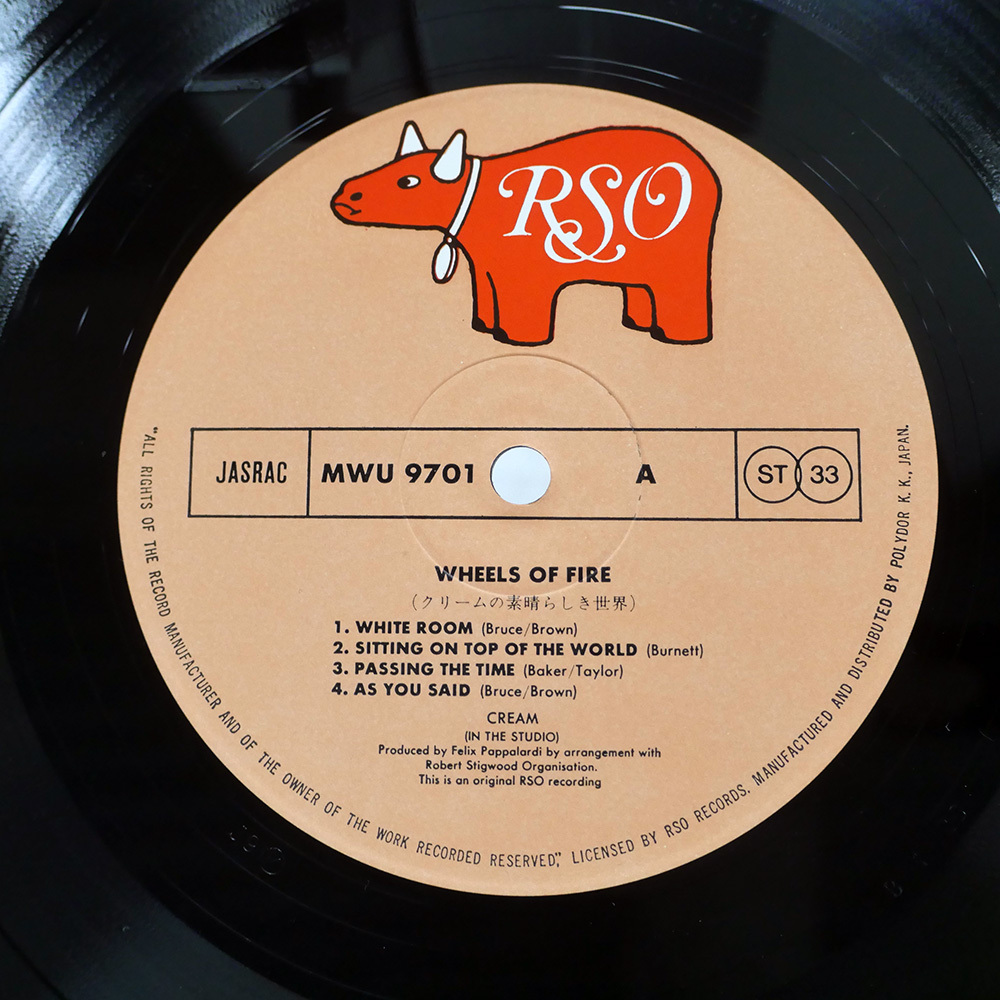 RSO
JASRAC
MWU 9701
A
ST 33
WHEELS OF FIRE
(クリームの素晴らしき世界)
1. WHITE ROOM (Bruce/Brown)
2. SITTING ON TOP OF THE WORLD (Burnett)
3. PASSING THE TIME (Baker/Taylor)
4. AS YOU SAID (Bruce/Brown)
CREAM
(IN THE STUDIO)
Produced by Felix Pappalardi by arrangement with
Robert Stigwood Organisation.
This is an original RSO recording
"ALL RIGHTS OF THE RECORD MANUFACTURER AND OF THE OWNER OF THE WORK RECORDED RESERVED", LICENSED BY RSO RECORDS. MANUFACTURED AND DISTRIBUTED BY POLYDOR K. K., JAPAN.